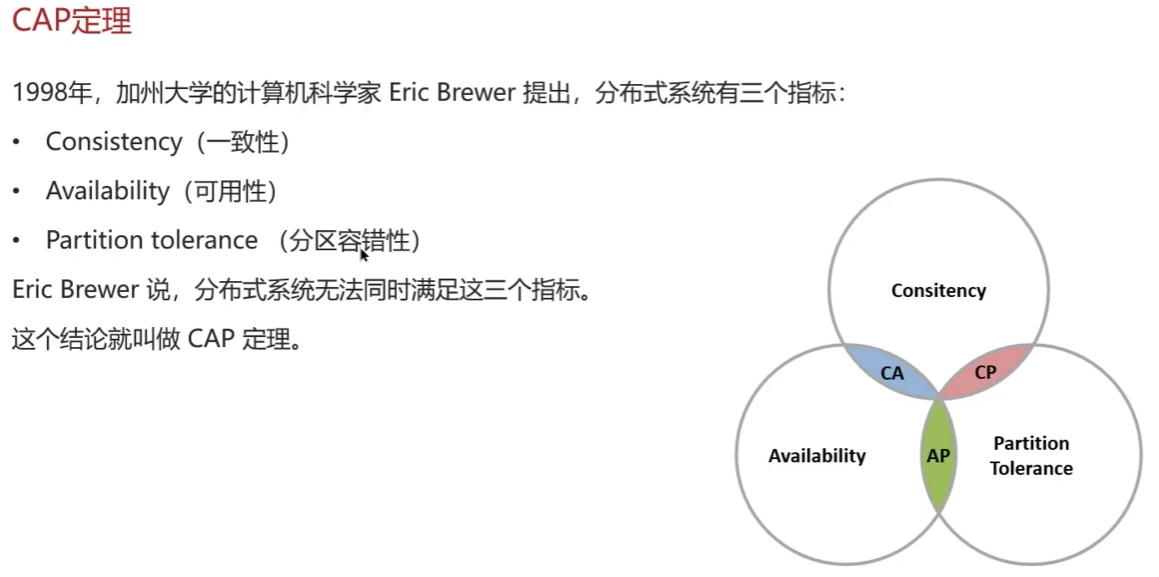 CAP定理
1998年，加州大学的计算机科学家 Eric Brewer 提出，分布式系统有三个指标：
• Consistency（一致性）
• Availability（可用性）
• Partition tolerance （分区容错性）
Eric Brewer 说，分布式系统无法同时满足这三个指标。
这个结论就叫做 CAP 定理。
Consitency
CA
CP
Availability
AP
Partition
Tolerance